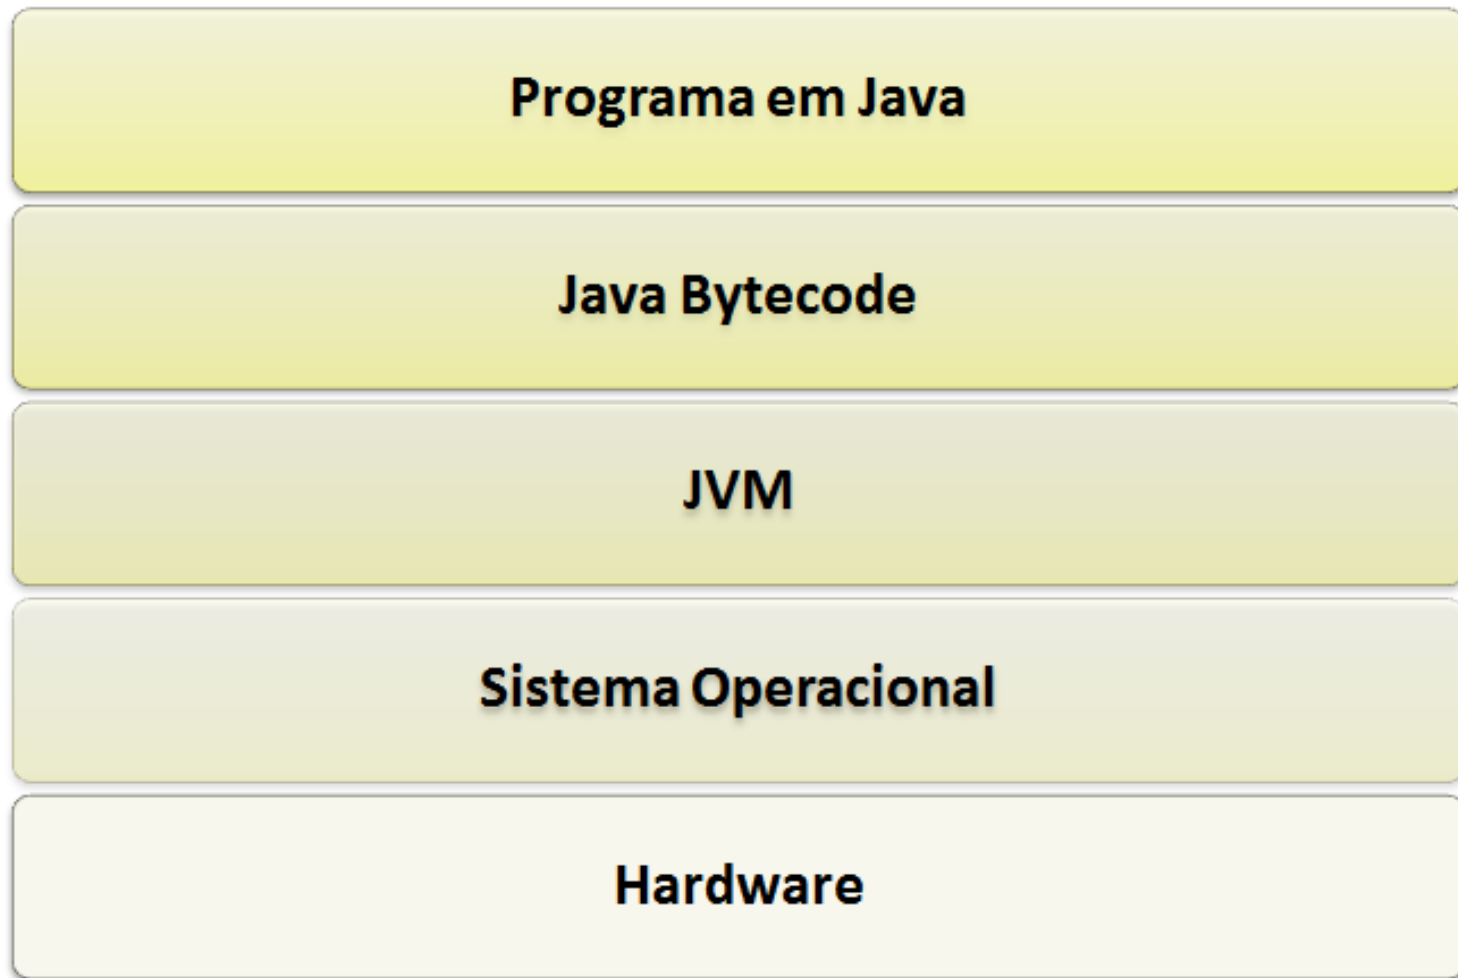 Programa em Java
Java Bytecode
JVM
Sistema Operacional
Hardware